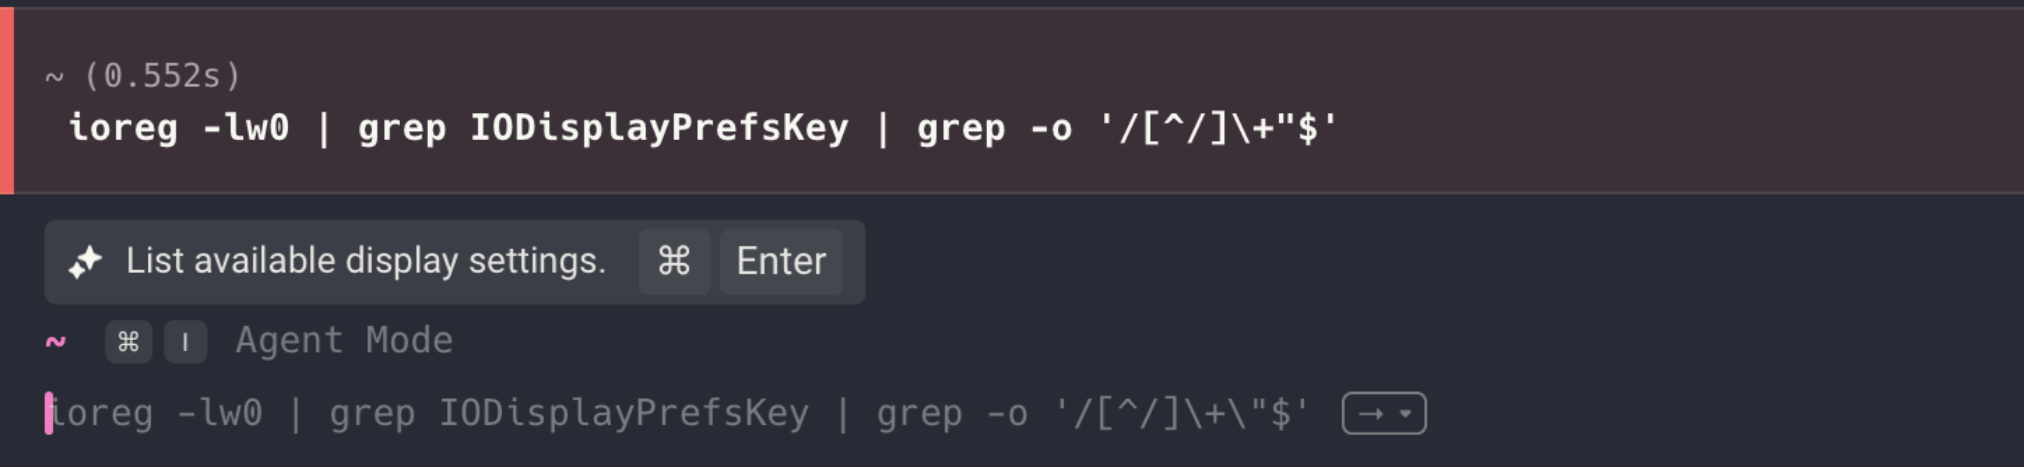 ~ (0.552s)
ioreg -lw0 | grep IODisplayPrefsKey | grep -o '/[^/]\+"$'
List available display settings. ⌘ Enter
~ ⌘ I Agent Mode
ioreg -lw0 | grep IODisplayPrefsKey | grep -o '/[^/]\+\"$' →